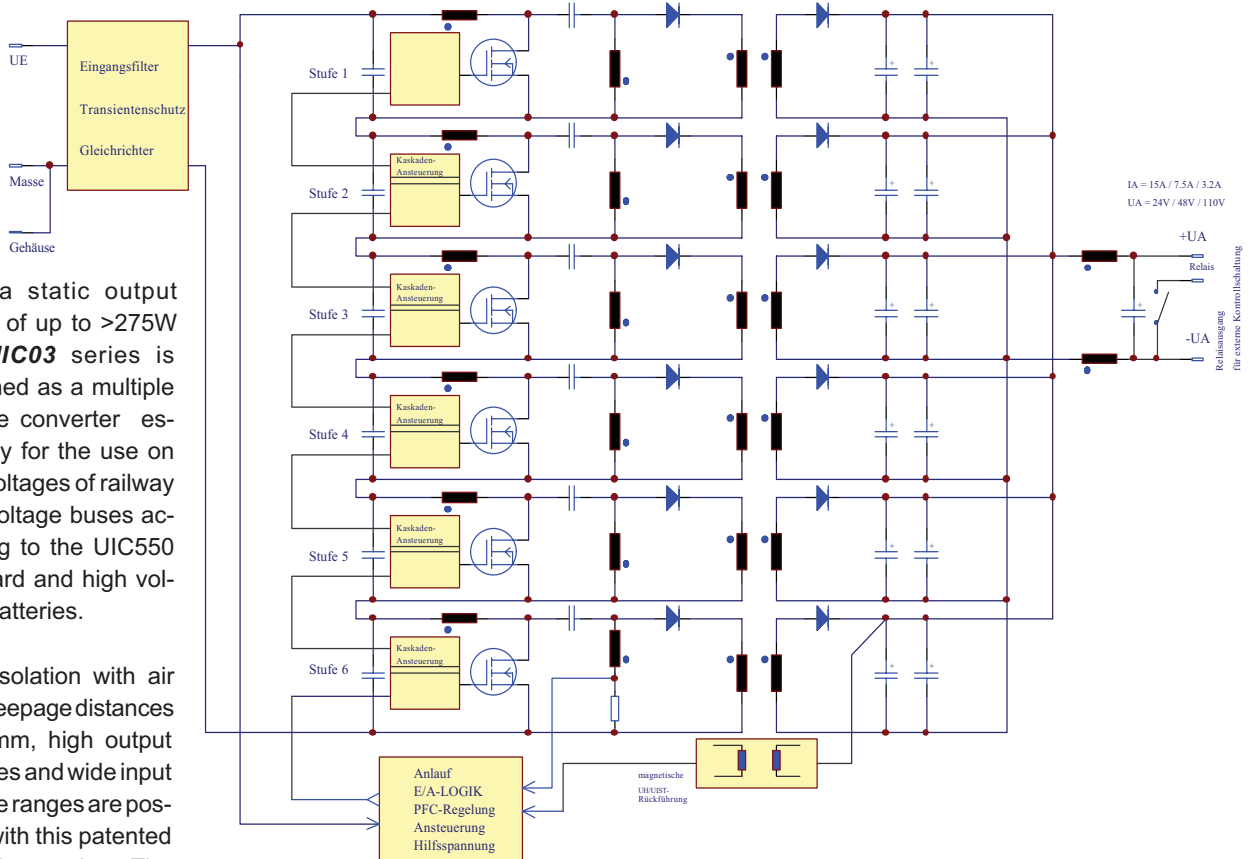 UE
Eingangsfilter
Transientenschutz
Gleichrichter
Masse
Gehäuse
Stufe 1
Stufe 2
Kaskaden-
Ansteuerung
Stufe 3
Kaskaden-
Ansteuerung
Stufe 4
Kaskaden-
Ansteuerung
Stufe 5
Kaskaden-
Ansteuerung
Stufe 6
Kaskaden-
Ansteuerung
IA = 15A / 7.5A / 3.2A
UA = 24V / 48V / 110V
+UA
Relais
-UA
Relaisausgang
für externe Kontrollschaltung
Anlauf
E/A-LOGIK
PFC-Regelung
Ansteuerung
Hilfsspannung
magnetische
UH/UIST-
Rückführung
a static output
of up to >275W
UIC03 series is
ned as a multiple
e converter es-
y for the use on
oltages of railway
oltage buses ac-
g to the UIC550
ard and high vol-
atteries.
solation with air
eepage distances
mm, high output
es and wide input
e ranges are pos-
with this patented